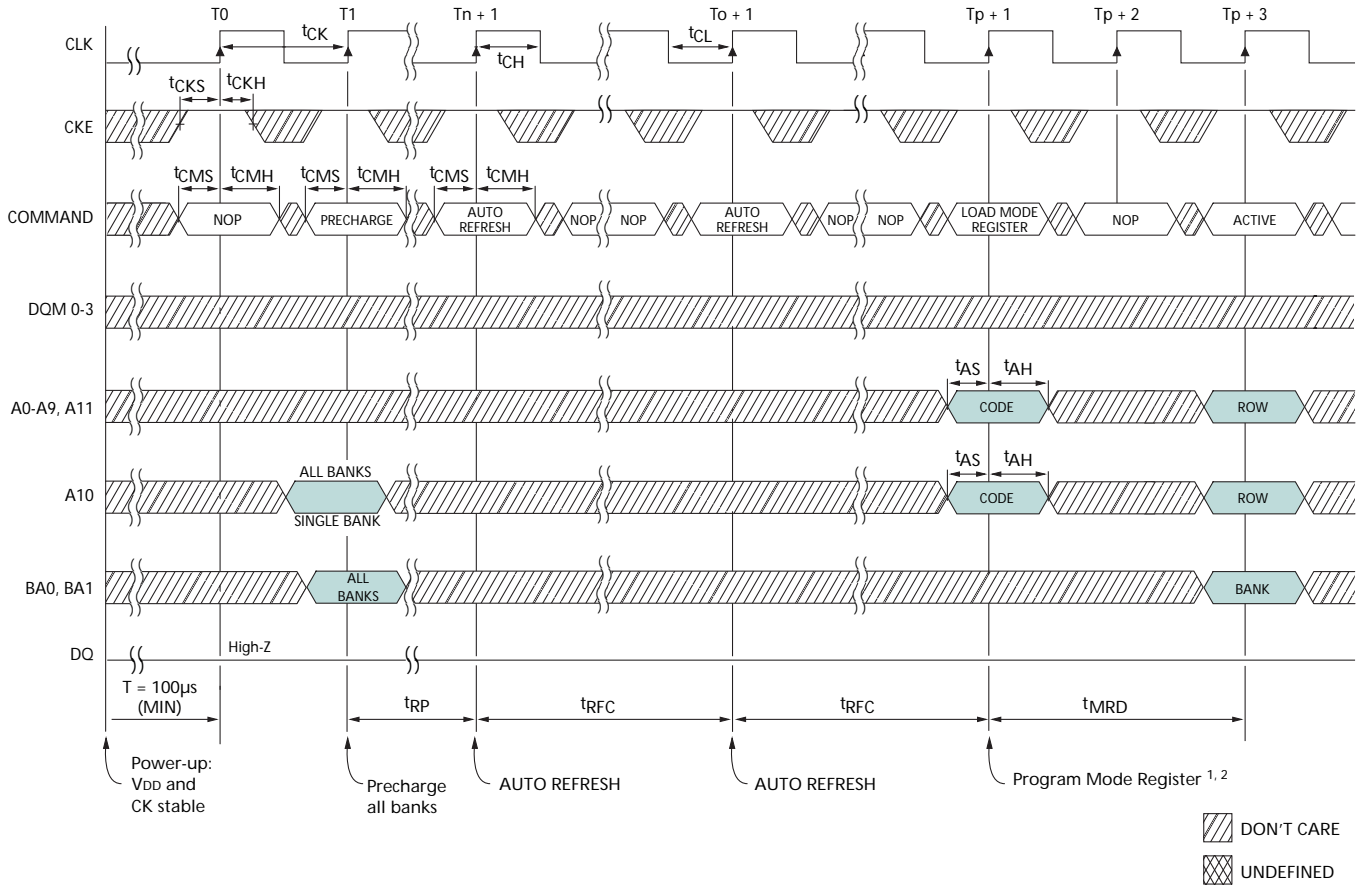 T0 T1 Tn + 1 To + 1 Tp + 1 Tp + 2 Tp + 3
CLK tCK tCH tCL
tCKS tCKH
CKE
tCMS tCMH tCMS tCMH tCMS tCMH
COMMAND NOP PRECHARGE AUTO REFRESH NOP NOP AUTO REFRESH NOP NOP LOAD MODE REGISTER NOP ACTIVE
DQM 0-3
tAS tAH
A0-A9, A11 CODE ROW
ALL BANKS tAS tAH
A10 CODE ROW
SINGLE BANK
BA0, BA1 ALL BANKS BANK
DQ High-Z
T = 100µs
(MIN)
tRP tRFC tRFC tMRD
Power-up:
VDD and
CK stable
Precharge
all banks
AUTO REFRESH
AUTO REFRESH
Program Mode Register 1, 2
DON'T CARE
UNDEFINED